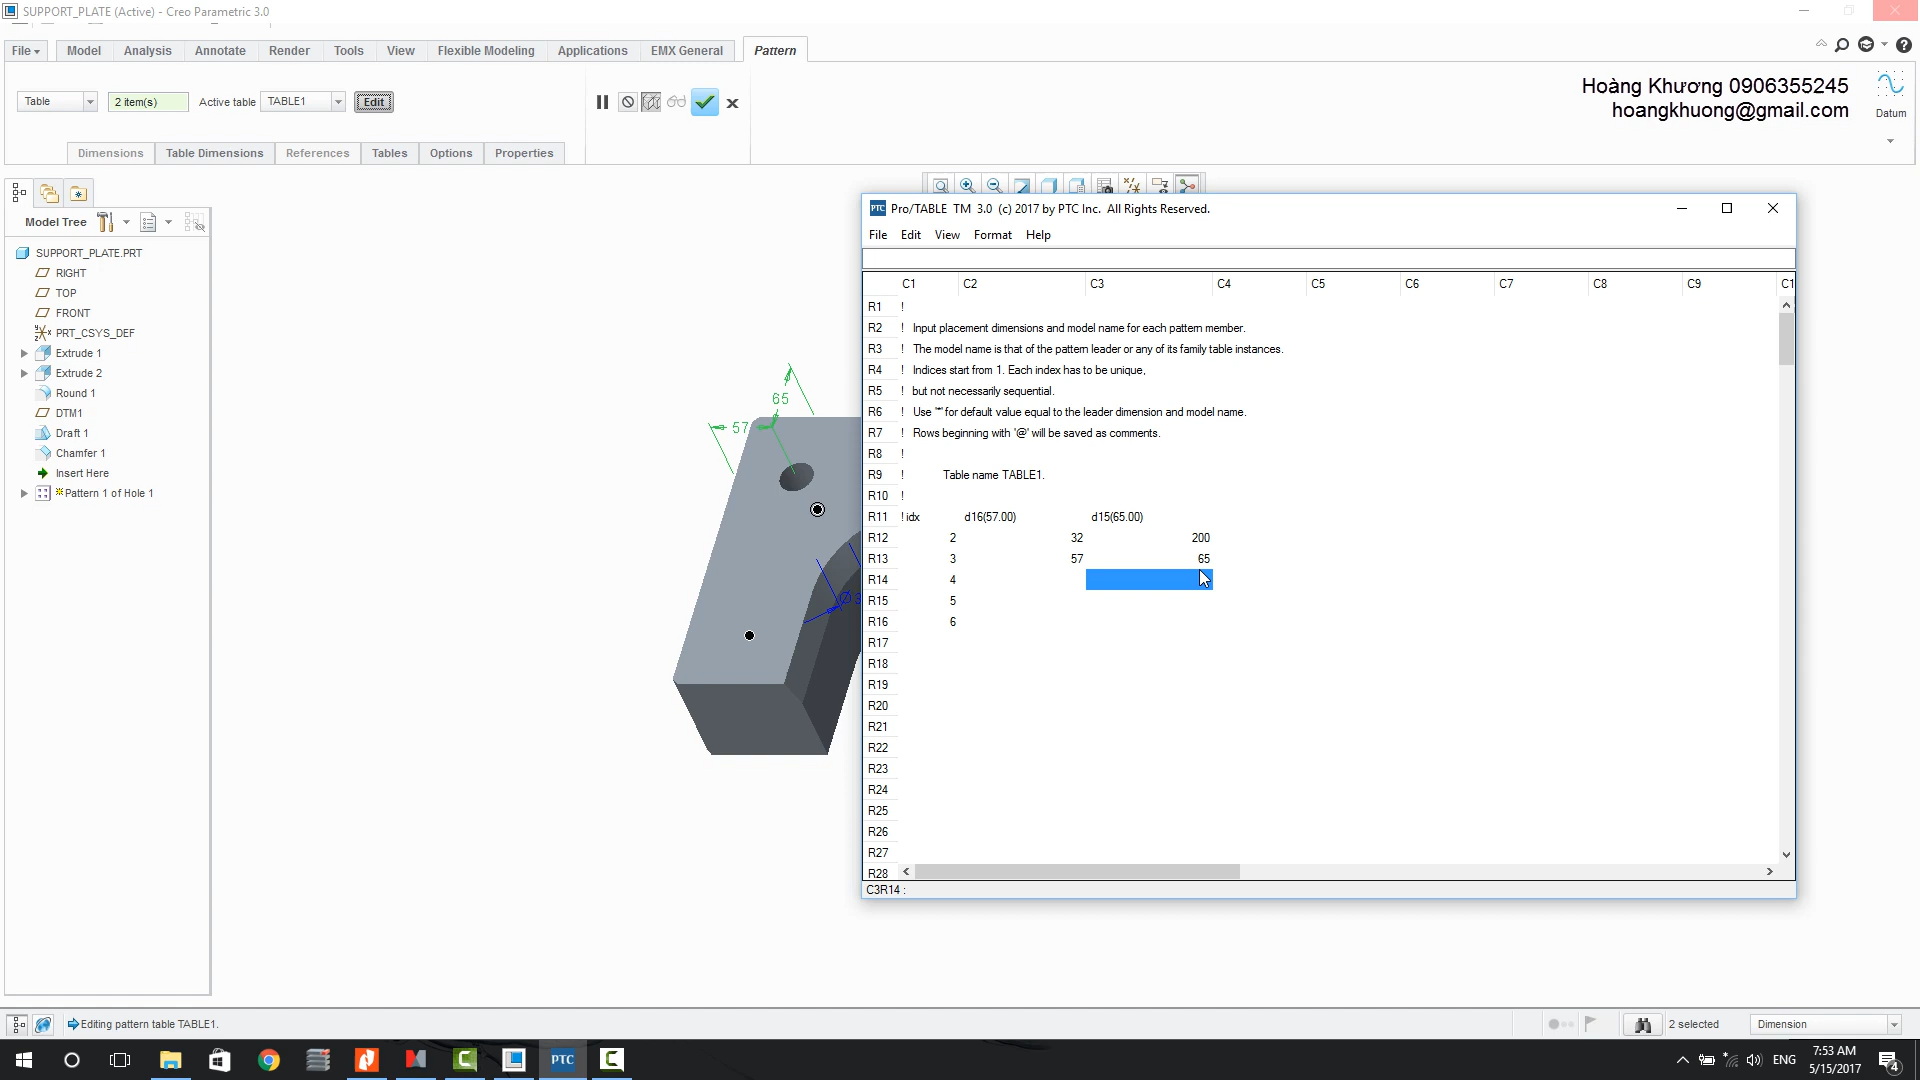 SUPPORT_PLATE (Active) - Creo Parametric 3.0
File
Model
Analysis
Annotate
Render
Tools
View
Flexible Modeling
Applications
EMX General
Pattern
Table
2 item(s)
Active table
TABLE1
Edit
Hoàng Khương 0906355245
hoangkhuong@gmail.com
Datum
Dimensions
Table Dimensions
References
Tables
Options
Properties
Model Tree
SUPPORT_PLATE.PRT
RIGHT
TOP
FRONT
PRT_CSYS_DEF
Extrude 1
Extrude 2
Round 1
DTM1
Draft 1
Chamfer 1
Insert Here
Pattern 1 of Hole 1
65
57
Ø 3
PTC Pro/TABLE TM 3.0 (c) 2017 by PTC Inc. All Rights Reserved.
File Edit View Format Help
C1 C2 C3 C4 C5 C6 C7 C8 C9 C1
R1 !
R2 ! Input placement dimensions and model name for each pattern member.
R3 ! The model name is that of the pattern leader or any of its family table instances.
R4 ! Indices start from 1. Each index has to be unique,
R5 ! but not necessarily sequential.
R6 ! Use '*' for default value equal to the leader dimension and model name.
R7 ! Rows beginning with '@' will be saved as comments.
R8 !
R9 ! Table name TABLE1.
R10 !
R11 ! idx d16(57.00) d15(65.00)
R12 2 32 200
R13 3 57 65
R14 4
R15 5
R16 6
R17
R18
R19
R20
R21
R22
R23
R24
R25
R26
R27
R28
C3R14 :
Editing pattern table TABLE1.
2 selected
Dimension
PTC
ENG
7:53 AM
5/15/2017
4